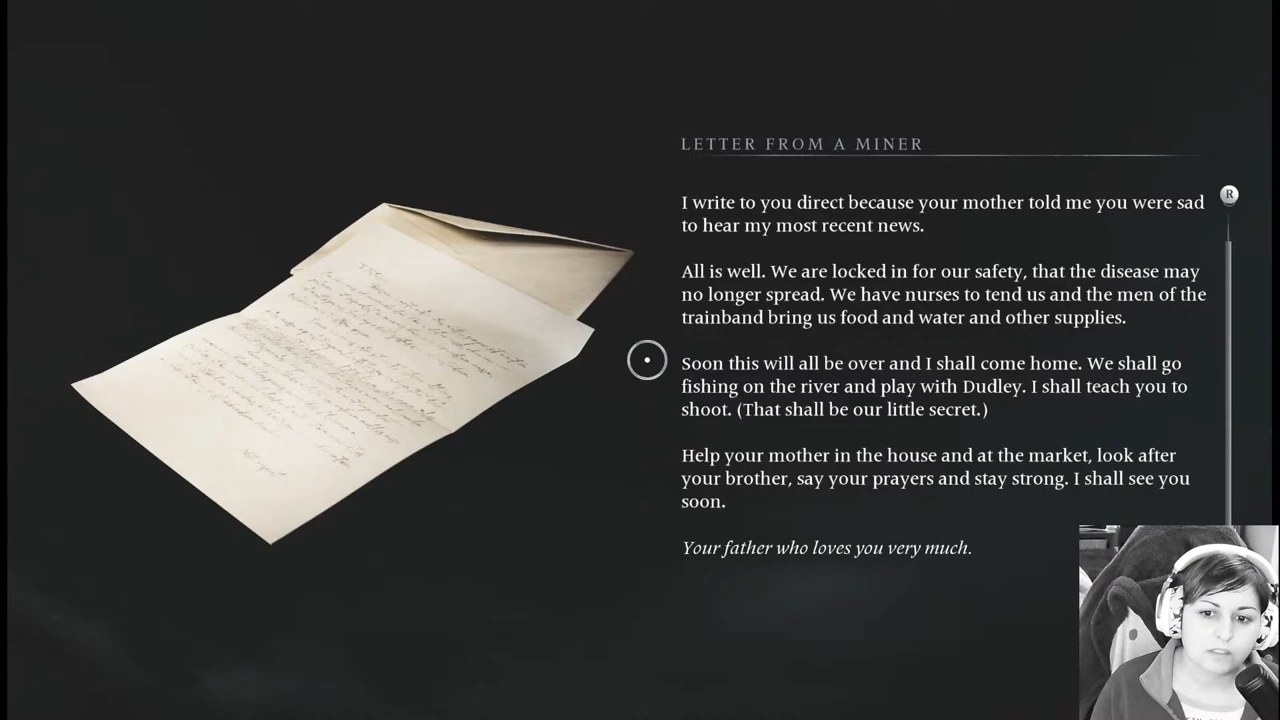 LETTER FROM A MINER
R
I write to you direct because your mother told me you were sad
to hear my most recent news.
All is well. We are locked in for our safety, that the disease may
no longer spread. We have nurses to tend us and the men of the
trainband bring us food and water and other supplies.
Soon this will all be over and I shall come home. We shall go
fishing on the river and play with Dudley. I shall teach you to
shoot. (That shall be our little secret.)
Help your mother in the house and at the market, look after
your brother, say your prayers and stay strong. I shall see you
soon.
Your father who loves you very much.